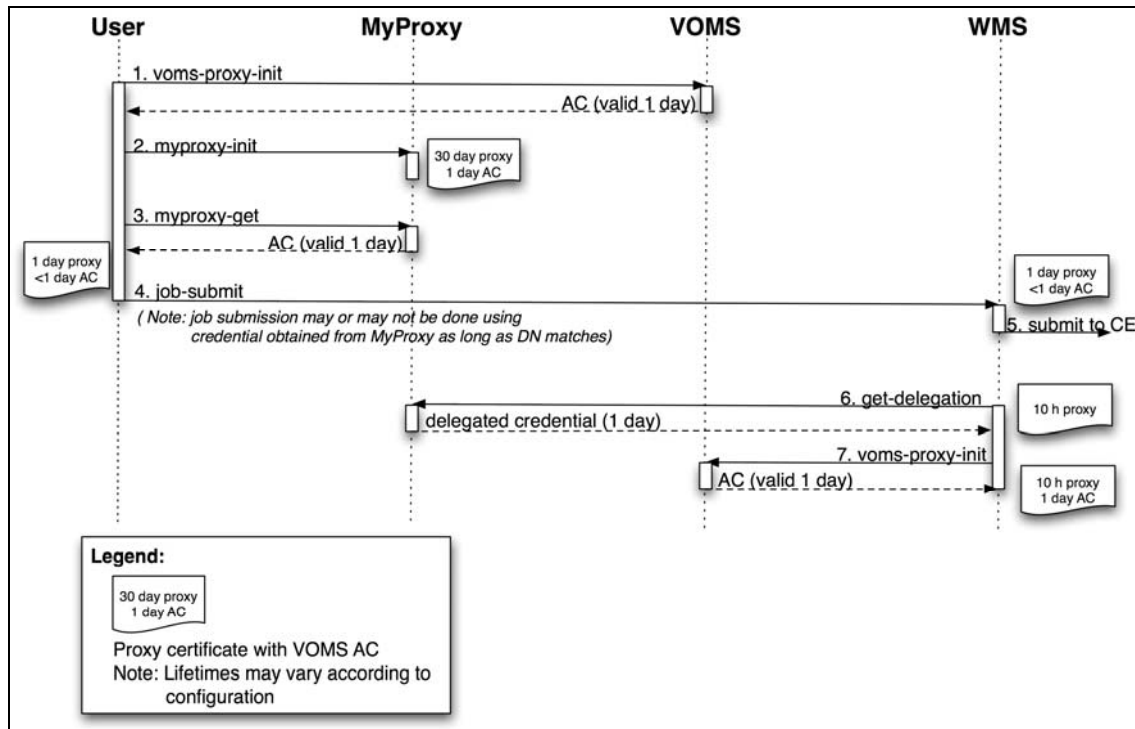 User MyProxy VOMS WMS
1. voms-proxy-init
AC (valid 1 day)
2. myproxy-init
30 day proxy
1 day AC
3. myproxy-get
AC (valid 1 day)
1 day proxy
<1 day AC
1 day proxy
<1 day AC
4. job-submit
( Note: job submission may or may not be done using
credential obtained from MyProxy as long as DN matches)
5. submit to CE
6. get-delegation
10 h proxy
delegated credential (1 day)
7. voms-proxy-init
AC (valid 1 day)
10 h proxy
1 day AC
Legend:
30 day proxy
1 day AC
Proxy certificate with VOMS AC
Note: Lifetimes may vary according to
configuration